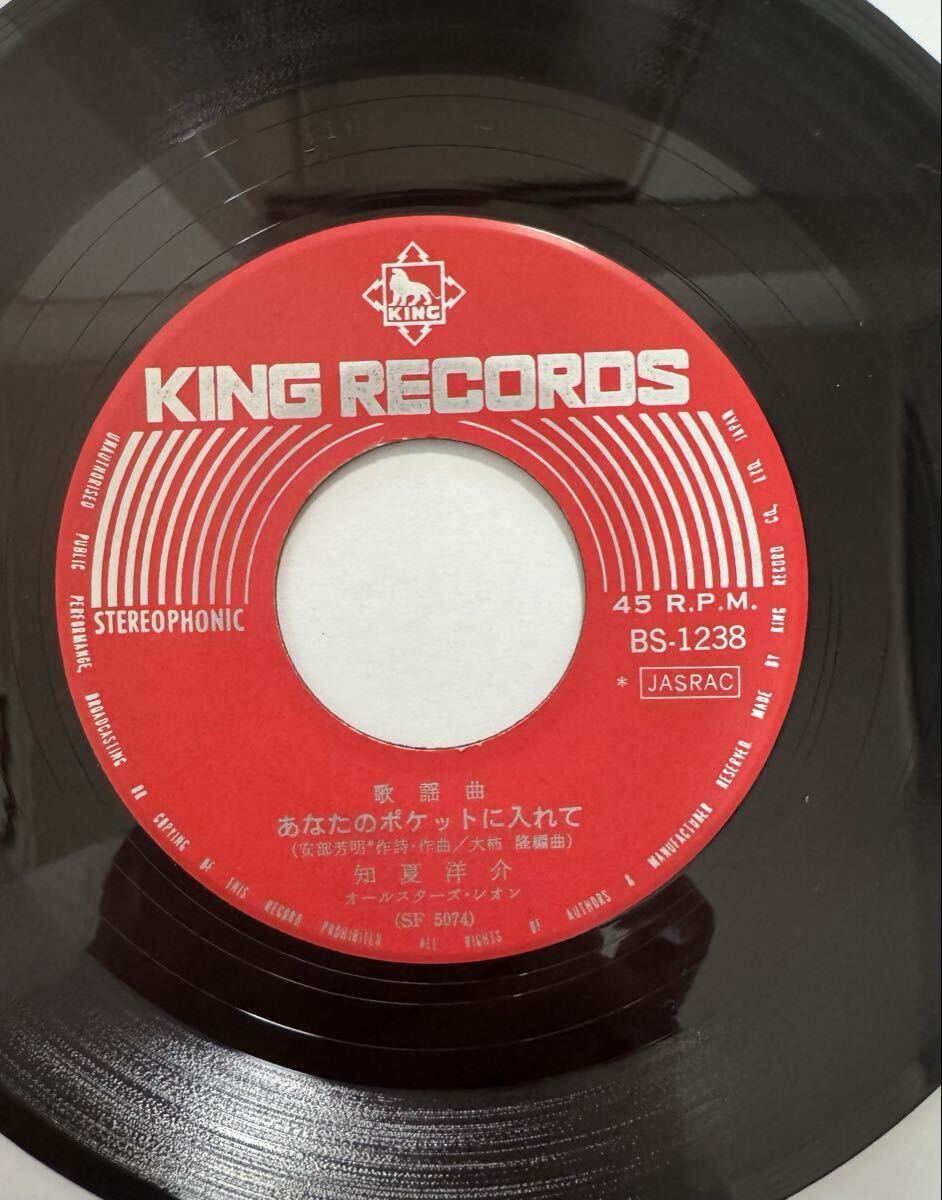 KING
KING RECORDS
STEREOPHONIC
45 R.P.M.
BS-1238
* JASRAC
歌謡曲
あなたのポケットに入れて
(安部芳明*作詩・作曲/大柿 隆編曲)
知夏洋介
オールスターズ・レオン
(SF 5074)
UNAUTHORISED PUBLIC PERFORMANCE, BROADCASTING OR COPYING OF THIS RECORD PROHIBITED ALL RIGHTS OF AUTHORS & MANUFACTURER RESERVED MADE BY KING RECORD CO., LTD. JAPAN